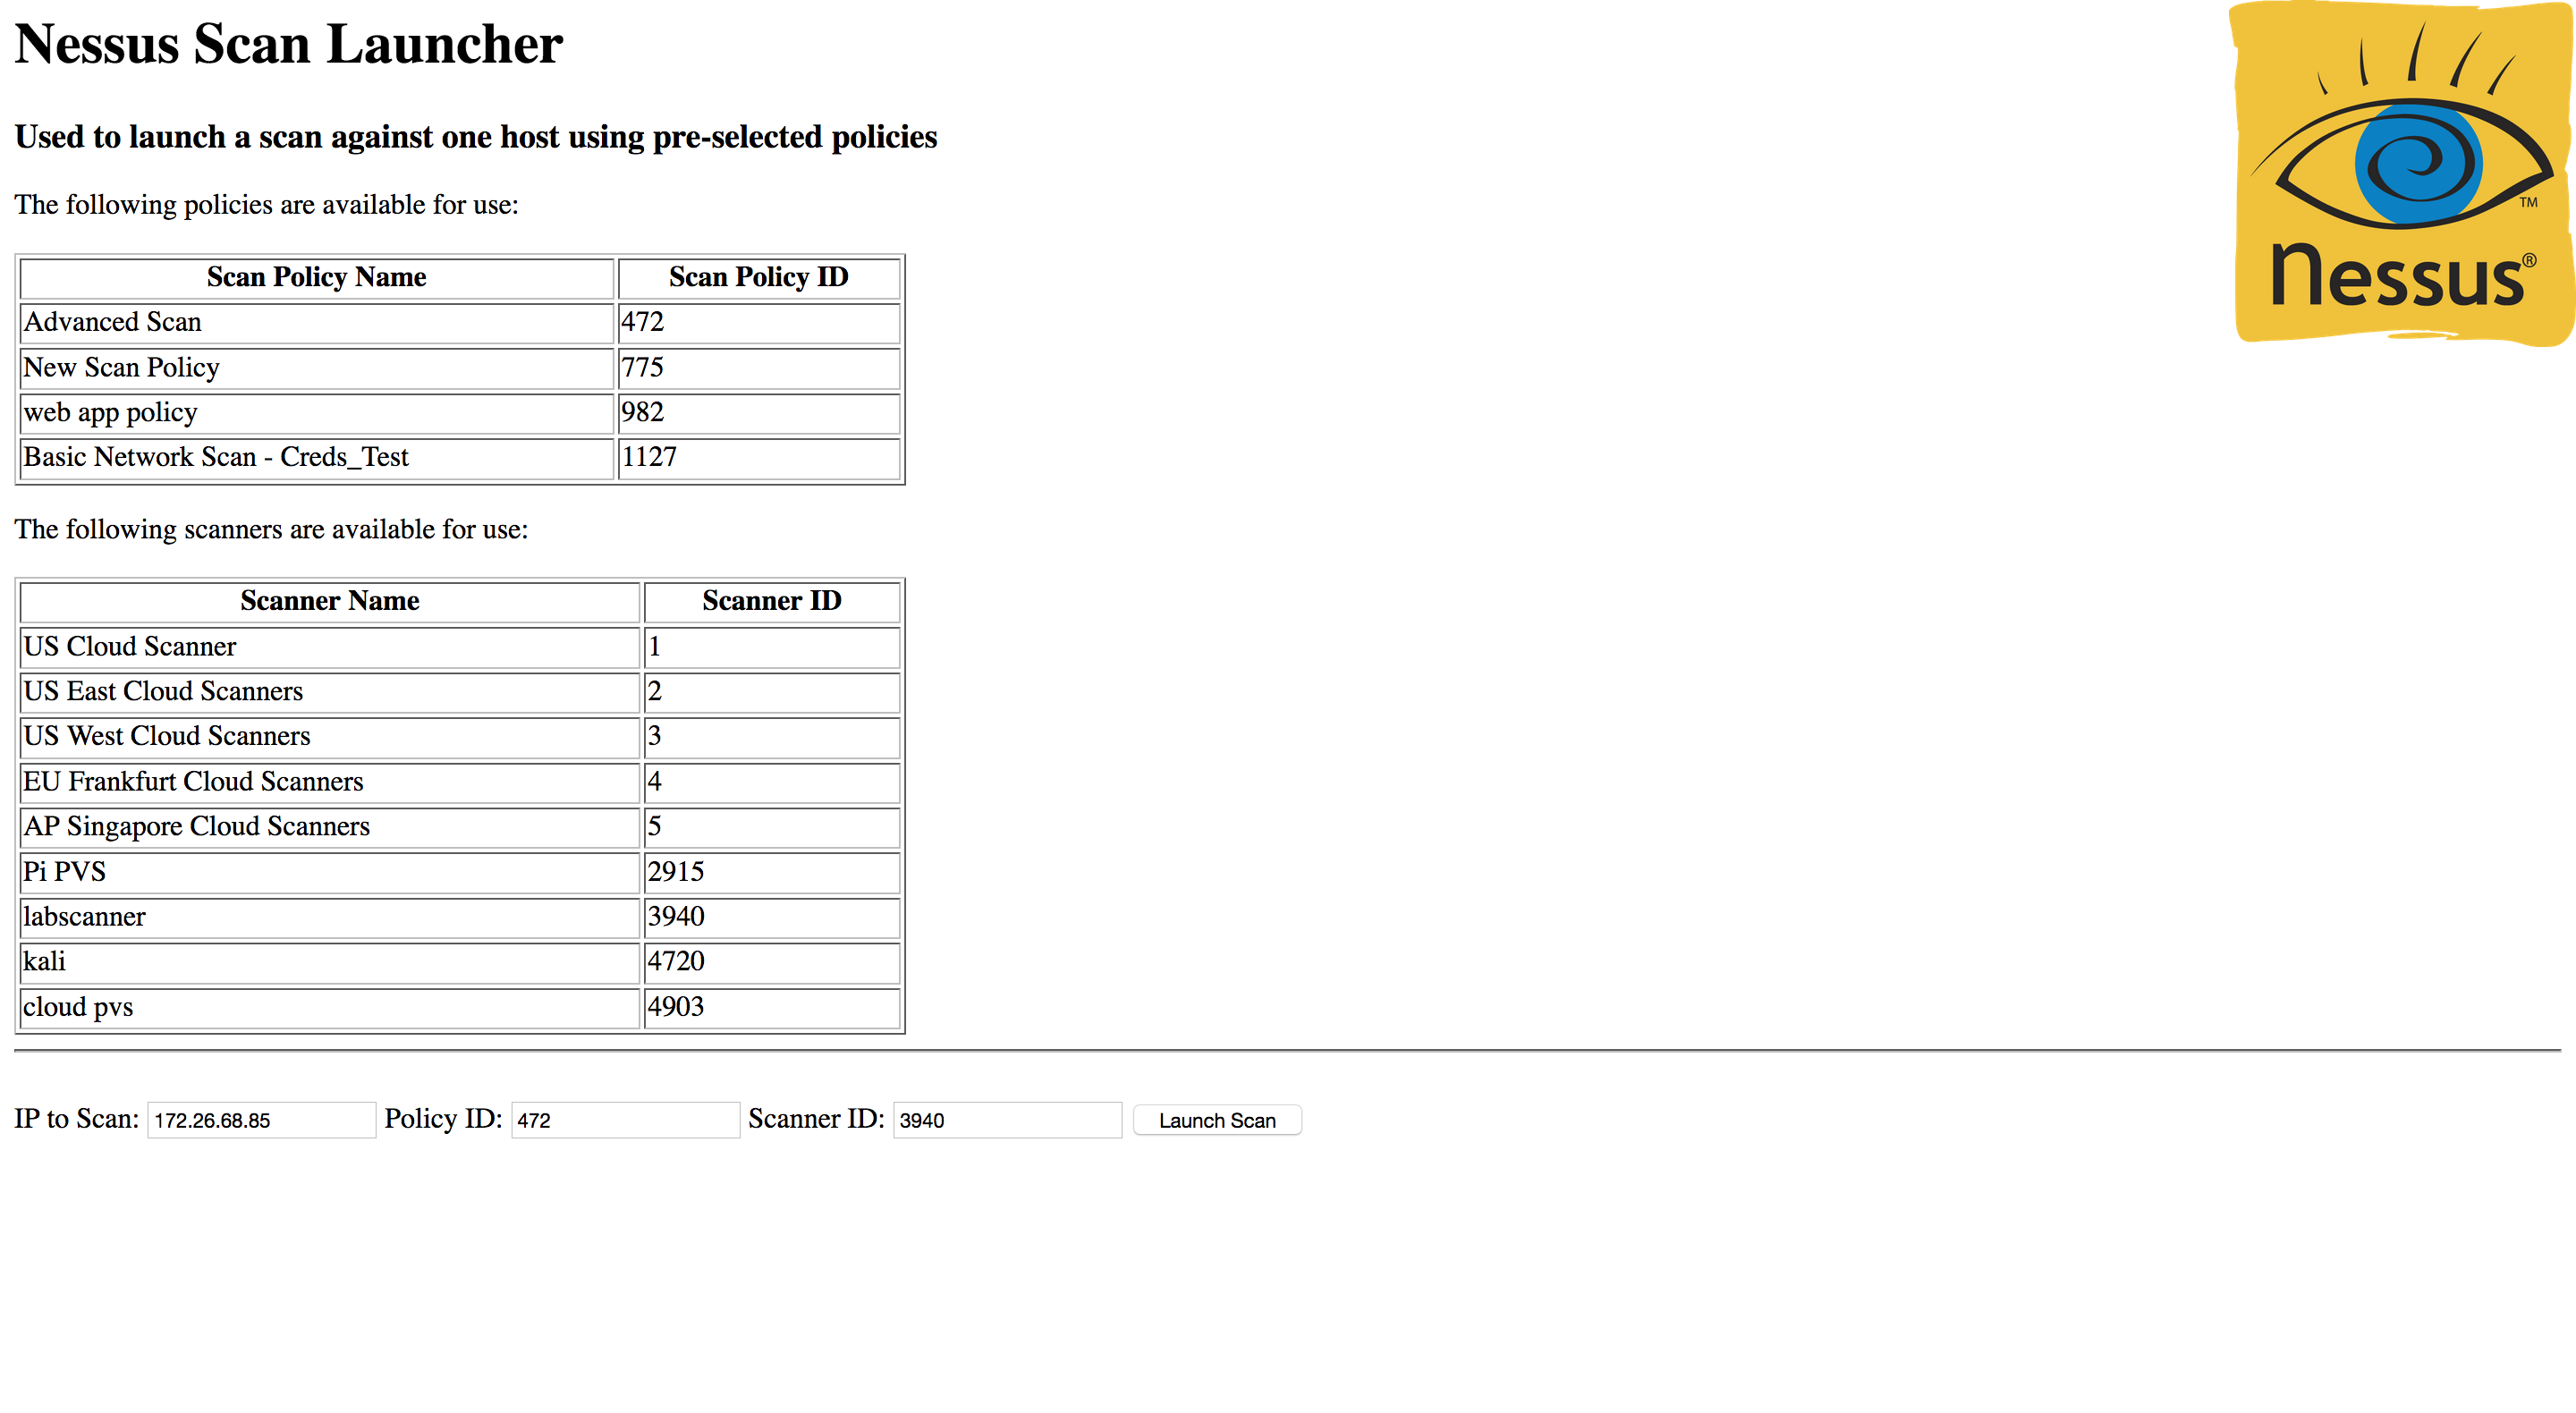 Nessus Scan Launcher
Used to launch a scan against one host using pre-selected policies
The following policies are available for use:
Scan Policy Name Scan Policy ID
Advanced Scan 472
New Scan Policy 775
web app policy 982
Basic Network Scan - Creds_Test 1127
The following scanners are available for use:
Scanner Name Scanner ID
US Cloud Scanner 1
US East Cloud Scanners 2
US West Cloud Scanners 3
EU Frankfurt Cloud Scanners 4
AP Singapore Cloud Scanners 5
Pi PVS 2915
labscanner 3940
kali 4720
cloud pvs 4903
IP to Scan: 172.26.68.85 Policy ID: 472 Scanner ID: 3940 Launch Scan
TM
nessus®